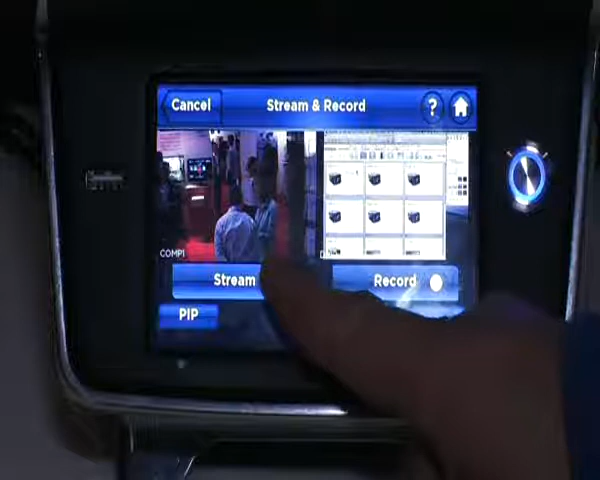 Cancel
Stream & Record
?
COMP1
Stream
Record
PIP